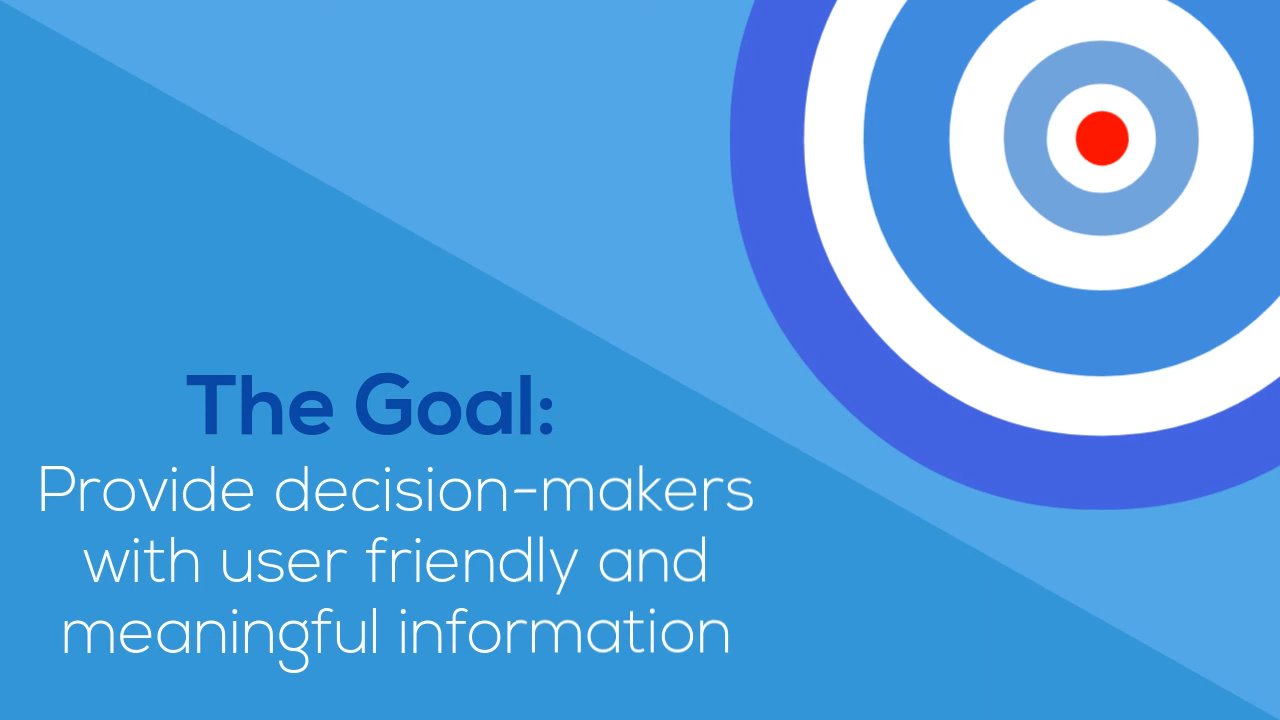 The Goal:
Provide decision-makers
with user friendly and
meaningful information